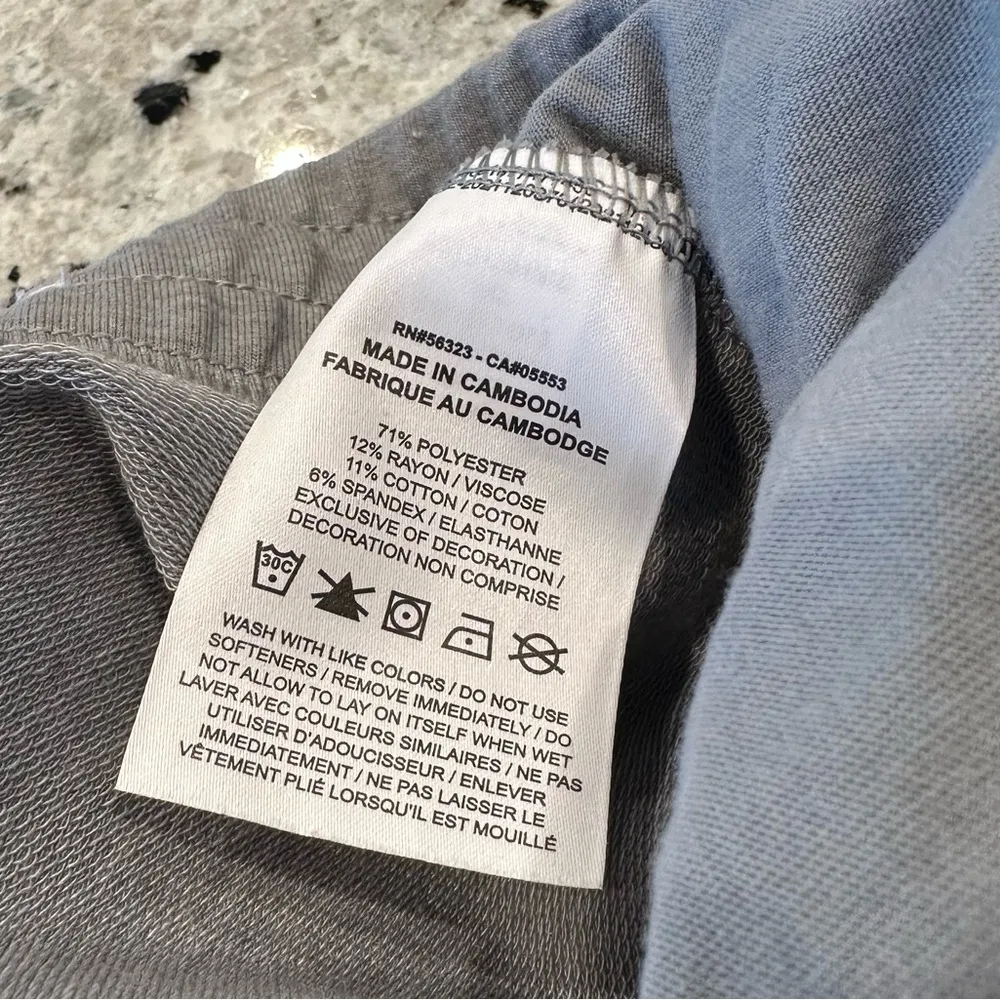 RN#56323 - CA#05553
MADE IN CAMBODIA
FABRIQUE AU CAMBODGE
71% POLYESTER
12% RAYON / VISCOSE
11% COTTON / COTON
6% SPANDEX / ELASTHANNE
EXCLUSIVE OF DECORATION /
DECORATION NON COMPRISE
30C
WASH WITH LIKE COLORS / DO NOT USE
SOFTENERS / REMOVE IMMEDIATELY / DO
NOT ALLOW TO LAY ON ITSELF WHEN WET
LAVER AVEC COULEURS SIMILAIRES / NE PAS
UTILISER D'ADOUCISSEUR / ENLEVER
IMMEDIATEMENT / NE PAS LAISSER LE
VÊTEMENT PLIÉ LORSQU'IL EST MOUILLÉ